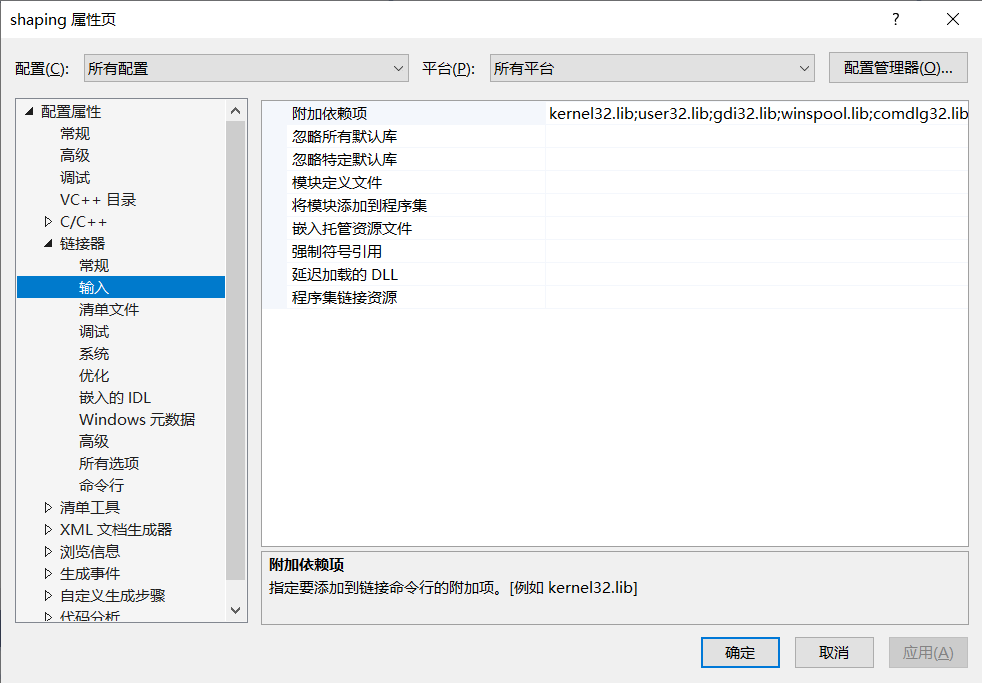 shaping 属性页
配置(C): 所有配置 平台(P): 所有平台 配置管理器(O)...
配置属性
常规
高级
调试
VC++ 目录
C/C++
链接器
常规
输入
清单文件
调试
系统
优化
嵌入的 IDL
Windows 元数据
高级
所有选项
命令行
清单工具
XML 文档生成器
浏览信息
生成事件
自定义生成步骤
代码分析
附加依赖项 kernel32.lib;user32.lib;gdi32.lib;winspool.lib;comdlg32.lib
忽略所有默认库
忽略特定默认库
模块定义文件
将模块添加到程序集
嵌入托管资源文件
强制符号引用
延迟加载的 DLL
程序集链接资源
附加依赖项
指定要添加到链接命令行的附加项。[例如 kernel32.lib]
确定 取消 应用(A)